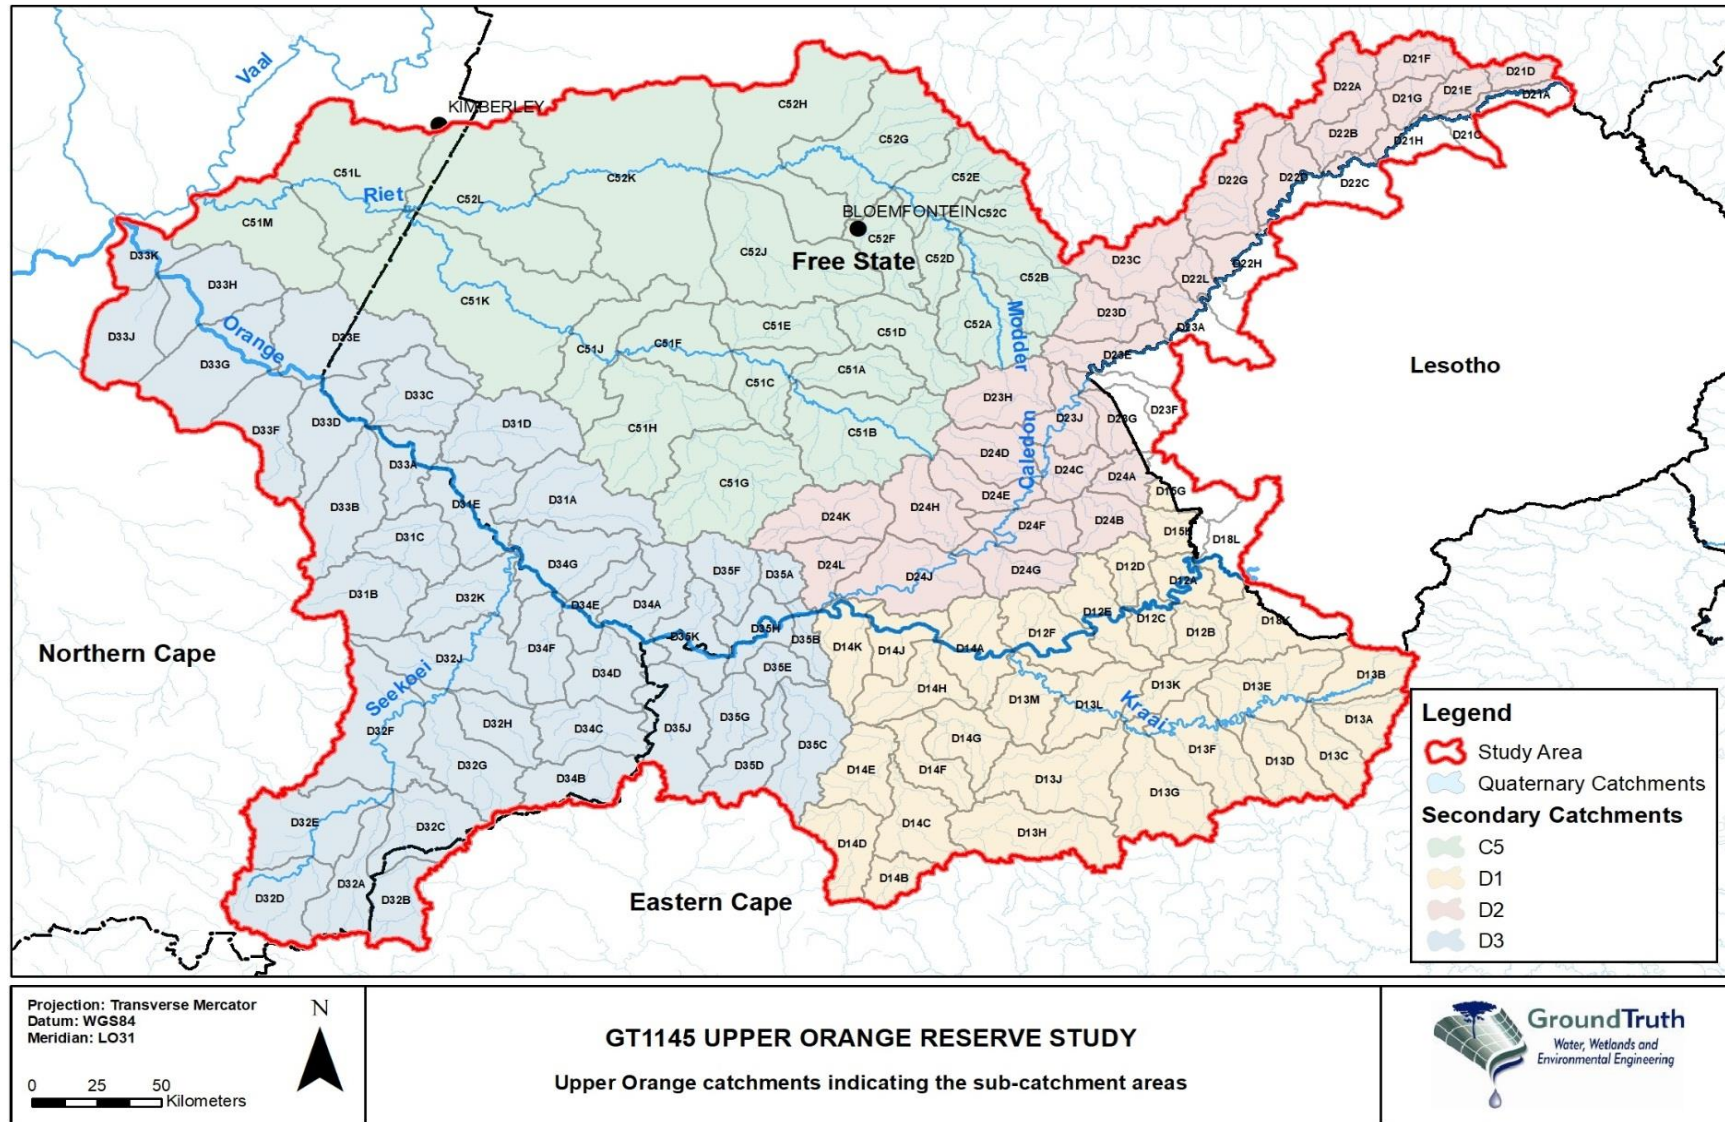 Vaal
KIMBERLEY
C52H
D21F
D21D
D22A
D21E
D21G
D21A
C52G
D22B
D21H
D21C
C51L
C52K
C52E
D22G
D22D
D22C
Riet
C52L
C51M
BLOEMFONTEIN
C52C
C52F
D33K
C52J
Free State
C52D
D23C
D22H
D33H
C52B
D22L
C51K
Orange
C51E
C51D
C52A
Modder
D23D
D23A
D33J
D33E
C51J
C51F
D23E
D33G
C51A
Lesotho
C51C
D33C
D23H
D23F
D33D
D31D
D23J
D23G
D33F
C51H
C51B
Caledon
D24D
D33A
D24C
D24A
C51G
D15G
D31E
D31A
D24E
D33B
D24K
D24H
D24F
D24B
D31C
D15H
D18L
D34G
D35F
D35A
D24L
D24J
D24G
D12D
D12A
D31B
D32K
D34E
D34A
D12E
D12C
D12B
D18K
D35K
D35H
D35B
D12F
D14K
D14J
D14A
Northern Cape
D32J
D34F
D34D
D35E
D14H
D13M
D13K
D13E
D13B
Seekoei
D13L
Kraai
D32F
D32H
D34C
D35J
D35G
D35C
D14G
D13F
D13A
D32G
D34B
D35D
D14E
D14F
D13J
D13D
D13C
D13G
D32E
D32C
D14C
D13H
D14D
D14B
D32D
D32A
D32B
Eastern Cape
Legend
Study Area
Quaternary Catchments
Secondary Catchments
C5
D1
D2
D3
Projection: Transverse Mercator
Datum: WGS84
Meridian: LO31
N
0 25 50
Kilometers
GT1145 UPPER ORANGE RESERVE STUDY
Upper Orange catchments indicating the sub-catchment areas
GroundTruth
Water, Wetlands and
Environmental Engineering